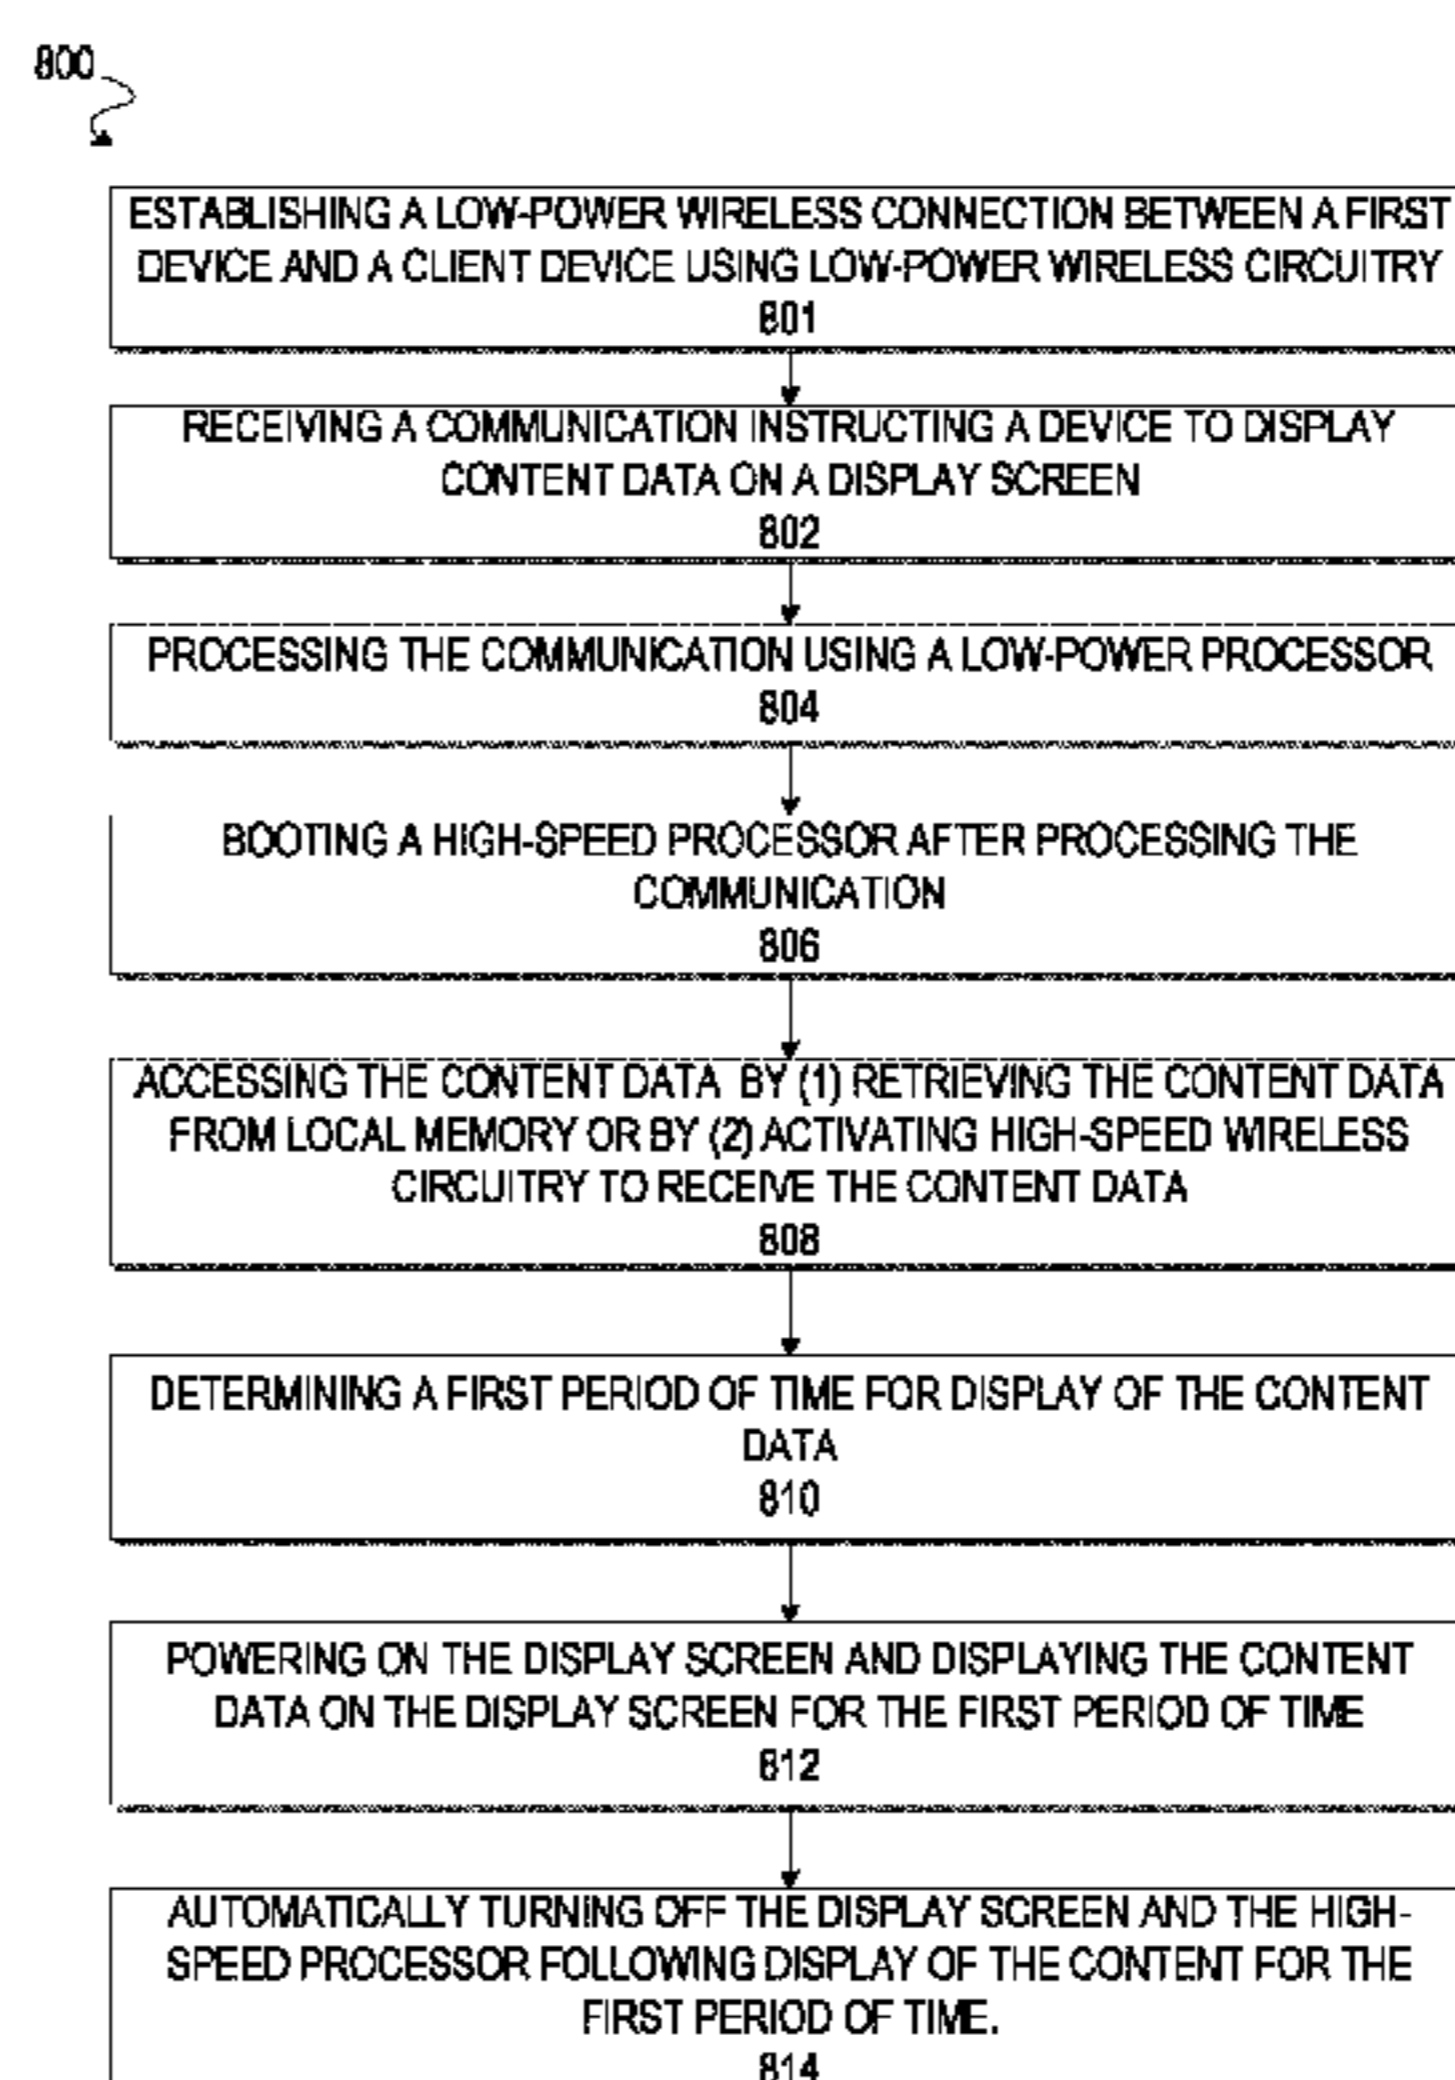 800
ESTABLISHING A LOW-POWER WIRELESS CONNECTION BETWEEN A FIRST
DEVICE AND A CLIENT DEVICE USING LOW-POWER WIRELESS CIRCUITRY
801
RECEIVING A COMMUNICATION INSTRUCTING A DEVICE TO DISPLAY
CONTENT DATA ON A DISPLAY SCREEN
802
PROCESSING THE COMMUNICATION USING A LOW-POWER PROCESSOR
804
BOOTING A HIGH-SPEED PROCESSOR AFTER PROCESSING THE
COMMUNICATION
806
ACCESSING THE CONTENT DATA BY (1) RETRIEVING THE CONTENT DATA
FROM LOCAL MEMORY OR BY (2) ACTIVATING HIGH-SPEED WIRELESS
CIRCUITRY TO RECEIVE THE CONTENT DATA
808
DETERMINING A FIRST PERIOD OF TIME FOR DISPLAY OF THE CONTENT
DATA
810
POWERING ON THE DISPLAY SCREEN AND DISPLAYING THE CONTENT
DATA ON THE DISPLAY SCREEN FOR THE FIRST PERIOD OF TIME
812
AUTOMATICALLY TURNING OFF THE DISPLAY SCREEN AND THE HIGH-
SPEED PROCESSOR FOLLOWING DISPLAY OF THE CONTENT FOR THE
FIRST PERIOD OF TIME.
814